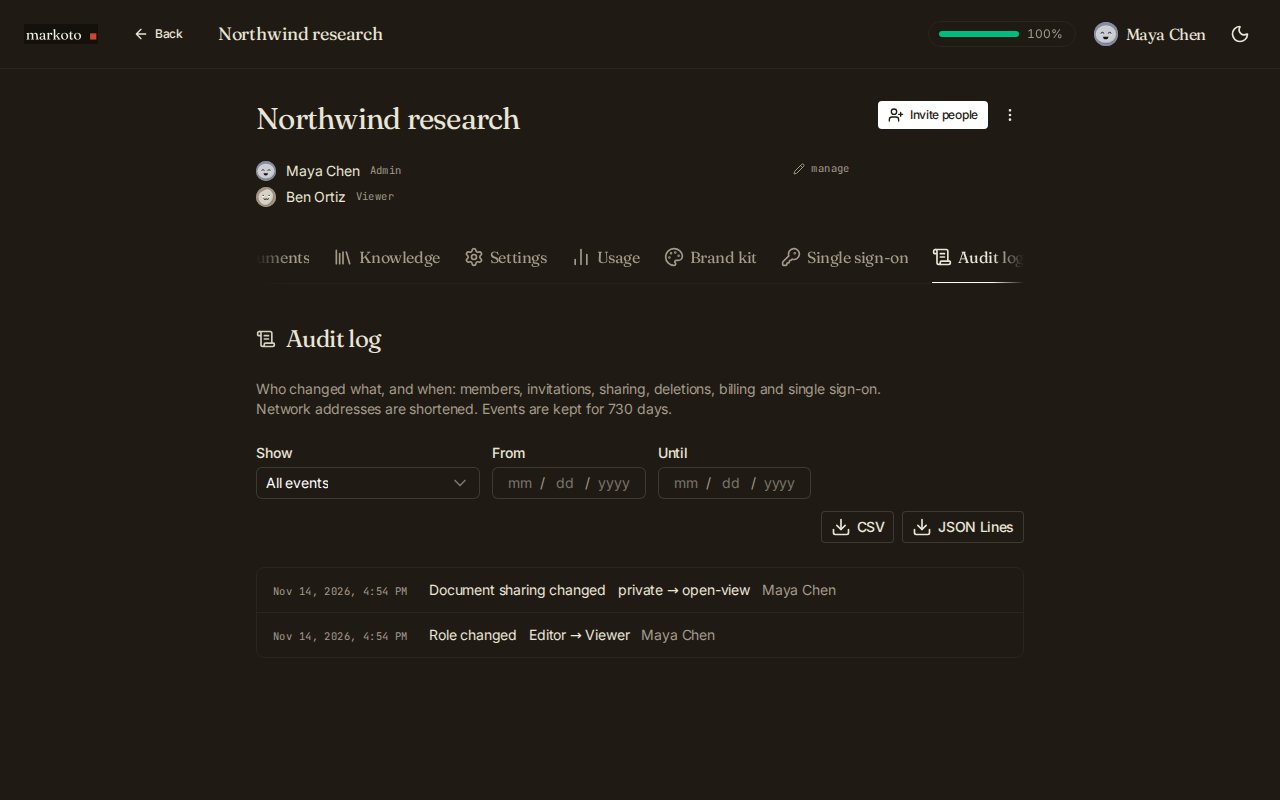 markoto
Back
Northwind research
100%
Maya Chen
Northwind research
Invite people
Maya Chen Admin
manage
Ben Ortiz Viewer
Knowledge
Settings
Usage
Brand kit
Single sign-on
Audit log
Audit log
Who changed what, and when: members, invitations, sharing, deletions, billing and single sign-on.
Network addresses are shortened. Events are kept for 730 days.
Show
From
Until
All events
mm / dd / yyyy
mm / dd / yyyy
CSV
JSON Lines
Nov 14, 2026, 4:54 PM Document sharing changed private → open-view Maya Chen
Nov 14, 2026, 4:54 PM Role changed Editor → Viewer Maya Chen